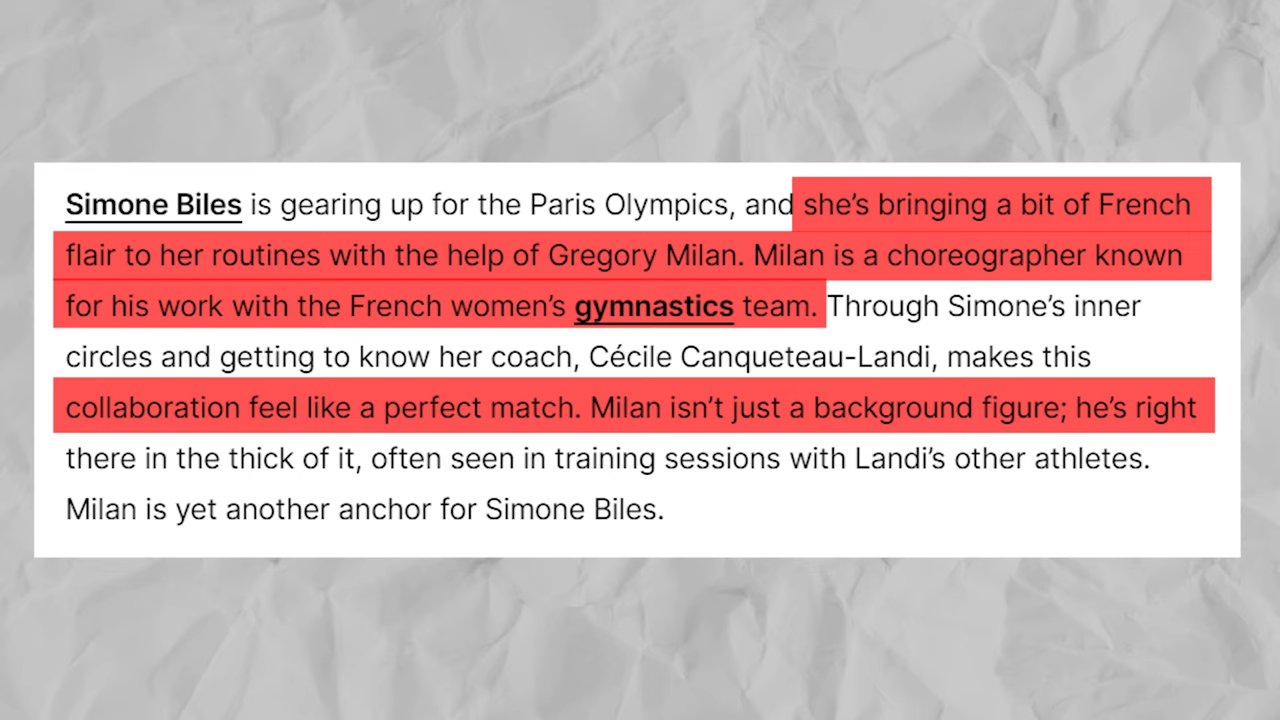 Simone Biles is gearing up for the Paris Olympics, and she’s bringing a bit of French
flair to her routines with the help of Gregory Milan. Milan is a choreographer known
for his work with the French women’s gymnastics team. Through Simone’s inner
circles and getting to know her coach, Cécile Canqueteau-Landi, makes this
collaboration feel like a perfect match. Milan isn’t just a background figure; he’s right
there in the thick of it, often seen in training sessions with Landi’s other athletes.
Milan is yet another anchor for Simone Biles.